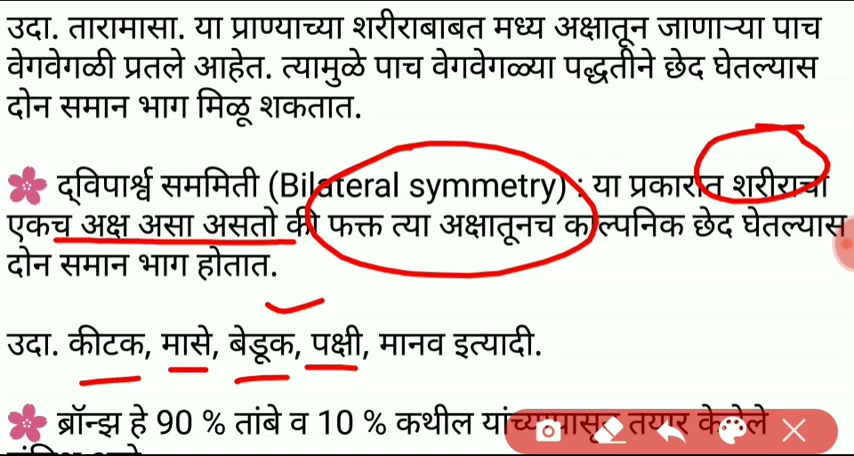 उदा. तारामासा. या प्राण्याच्या शरीराबाबत मध्य अक्षातून जाणाऱ्या पाच
वेगवेगळी प्रतले आहेत. त्यामुळे पाच वेगवेगळ्या पद्धतीने छेद घेतल्यास
दोन समान भाग मिळू शकतात.
🌸 द्विपार्श्व सममिती (Bilateral symmetry) : या प्रकारात शरीराचा
एकच अक्ष असा असतो की फक्त त्या अक्षातूनच काल्पनिक छेद घेतल्यास
दोन समान भाग होतात.
उदा. कीटक, मासे, बेडूक, पक्षी, मानव इत्यादी.
🌸 ब्रॉन्झ हे 90 % तांबे व 10 % कथील यांच्यापासून तयार केलेले